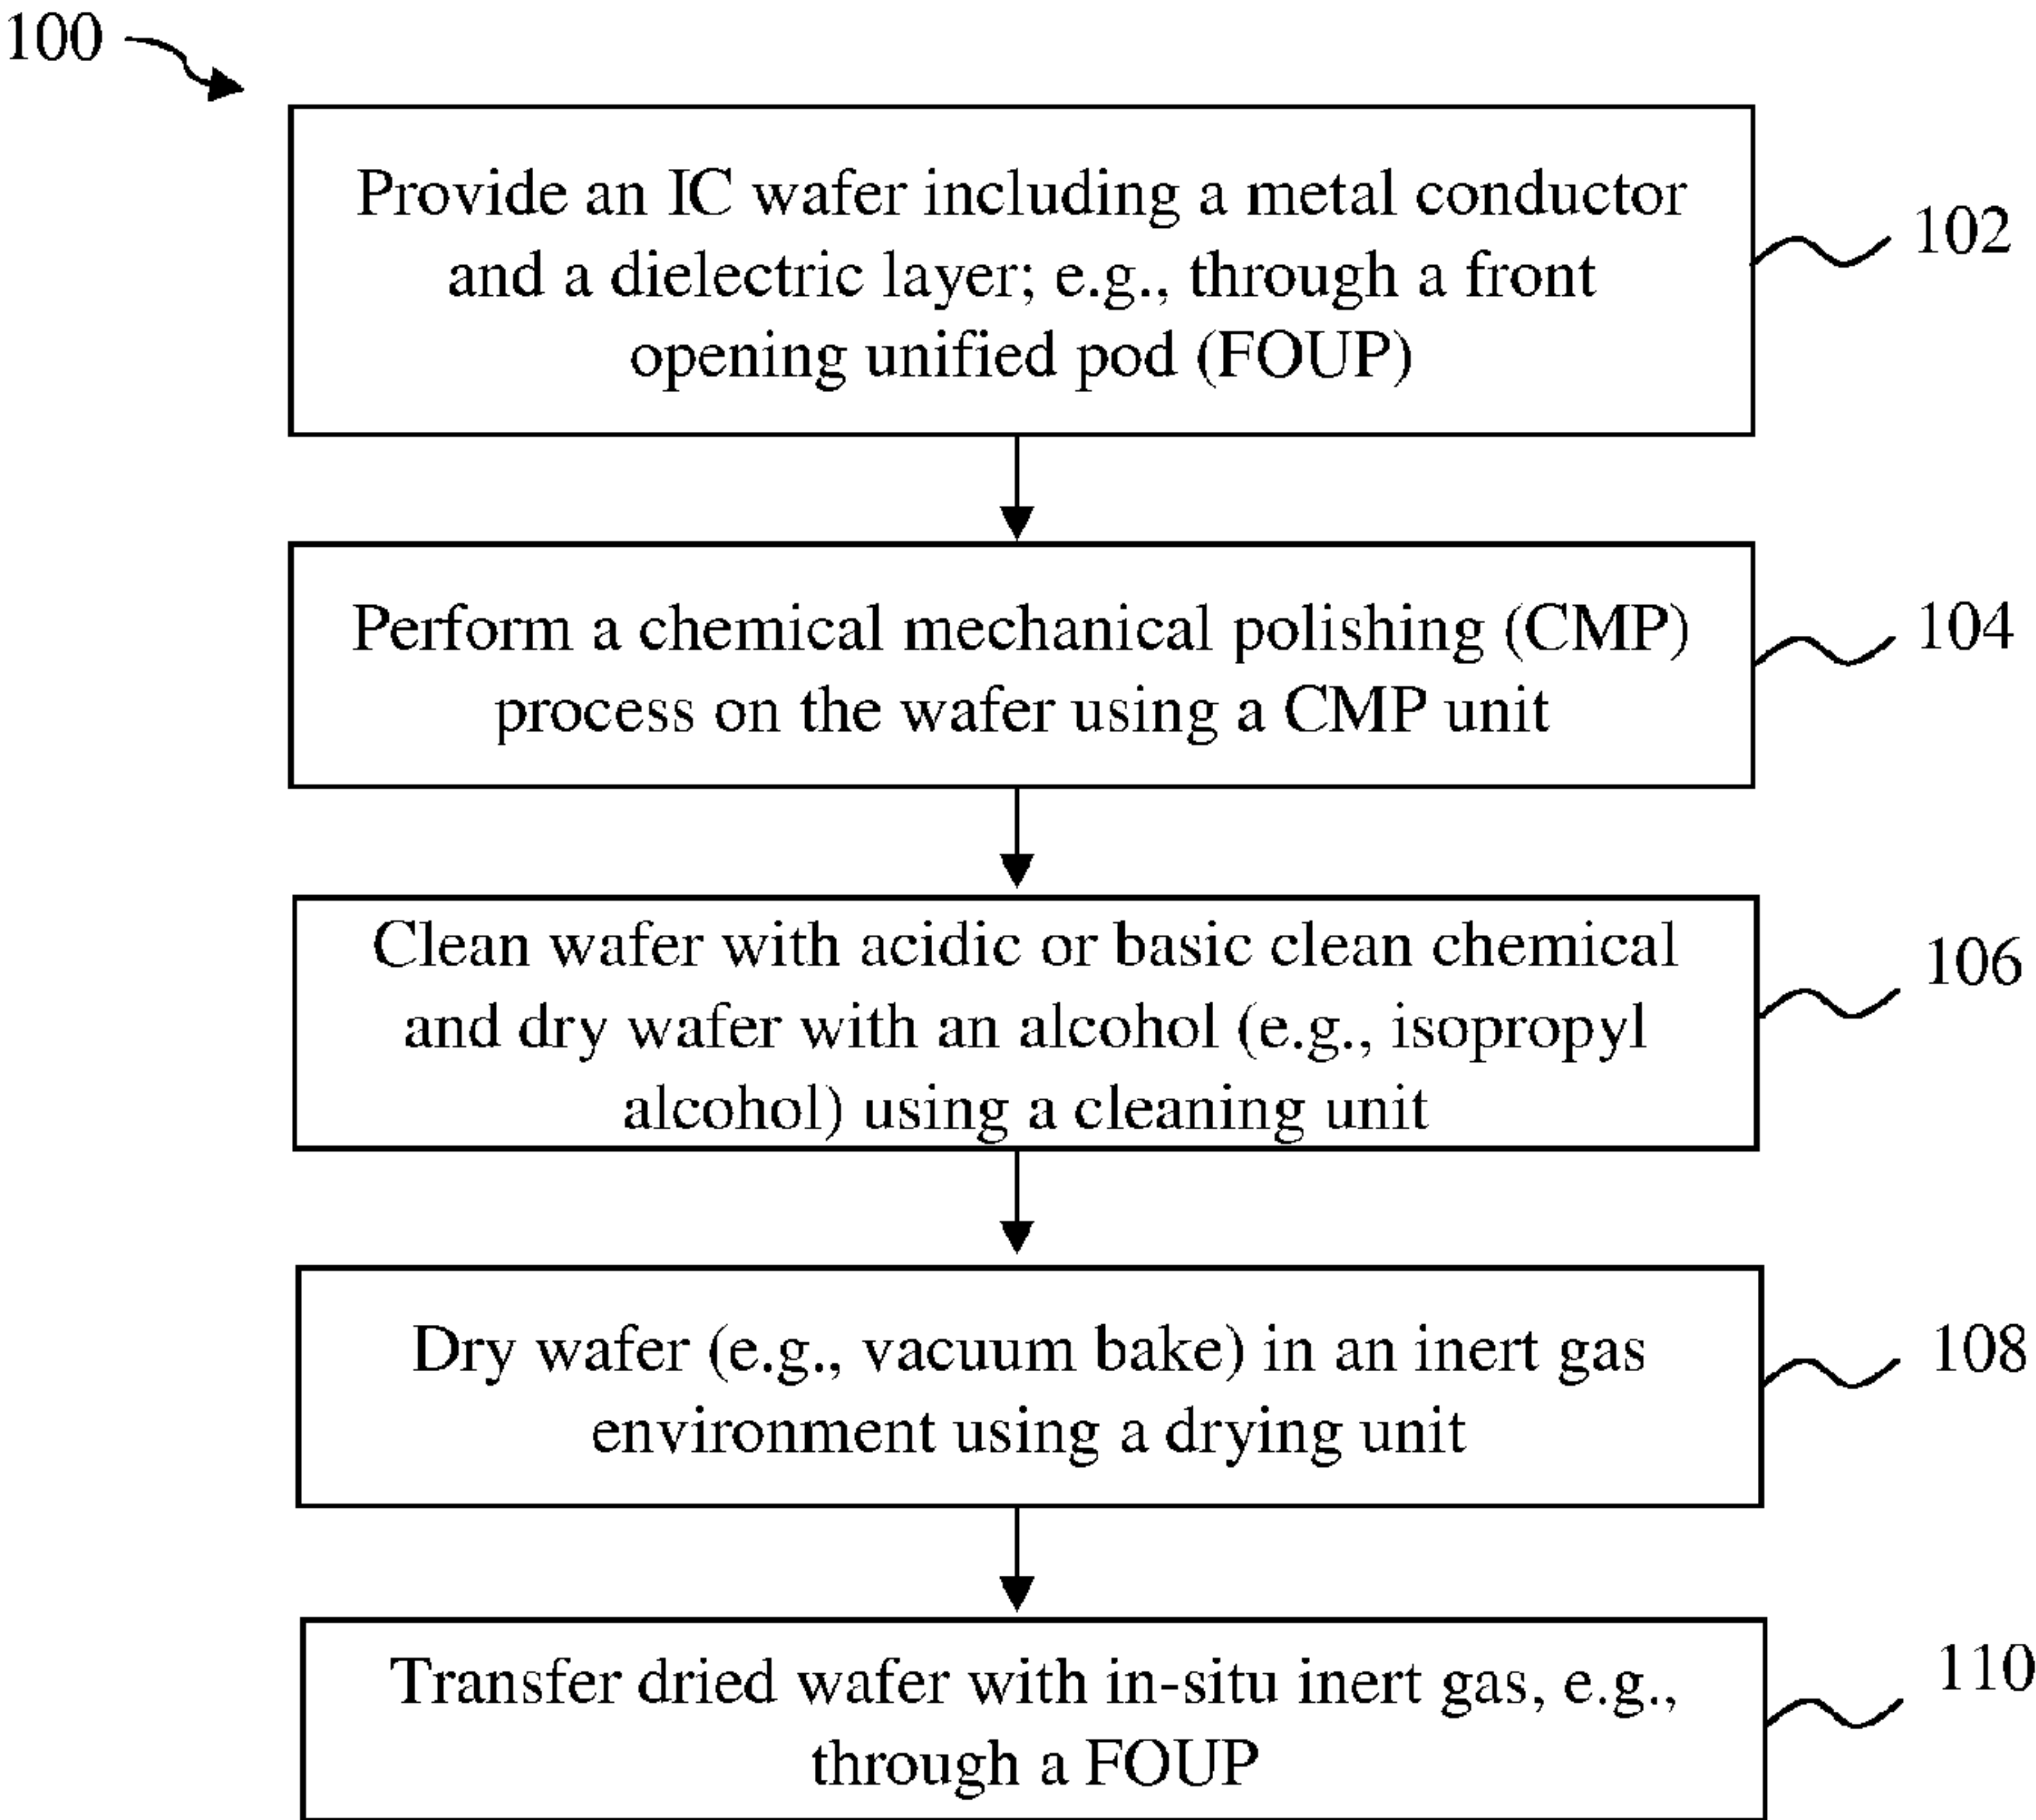 100
Provide an IC wafer including a metal conductor
and a dielectric layer; e.g., through a front
opening unified pod (FOUP)
102
Perform a chemical mechanical polishing (CMP)
process on the wafer using a CMP unit
104
Clean wafer with acidic or basic clean chemical
and dry wafer with an alcohol (e.g., isopropyl
alcohol) using a cleaning unit
106
Dry wafer (e.g., vacuum bake) in an inert gas
environment using a drying unit
108
Transfer dried wafer with in-situ inert gas, e.g.,
through a FOUP
110